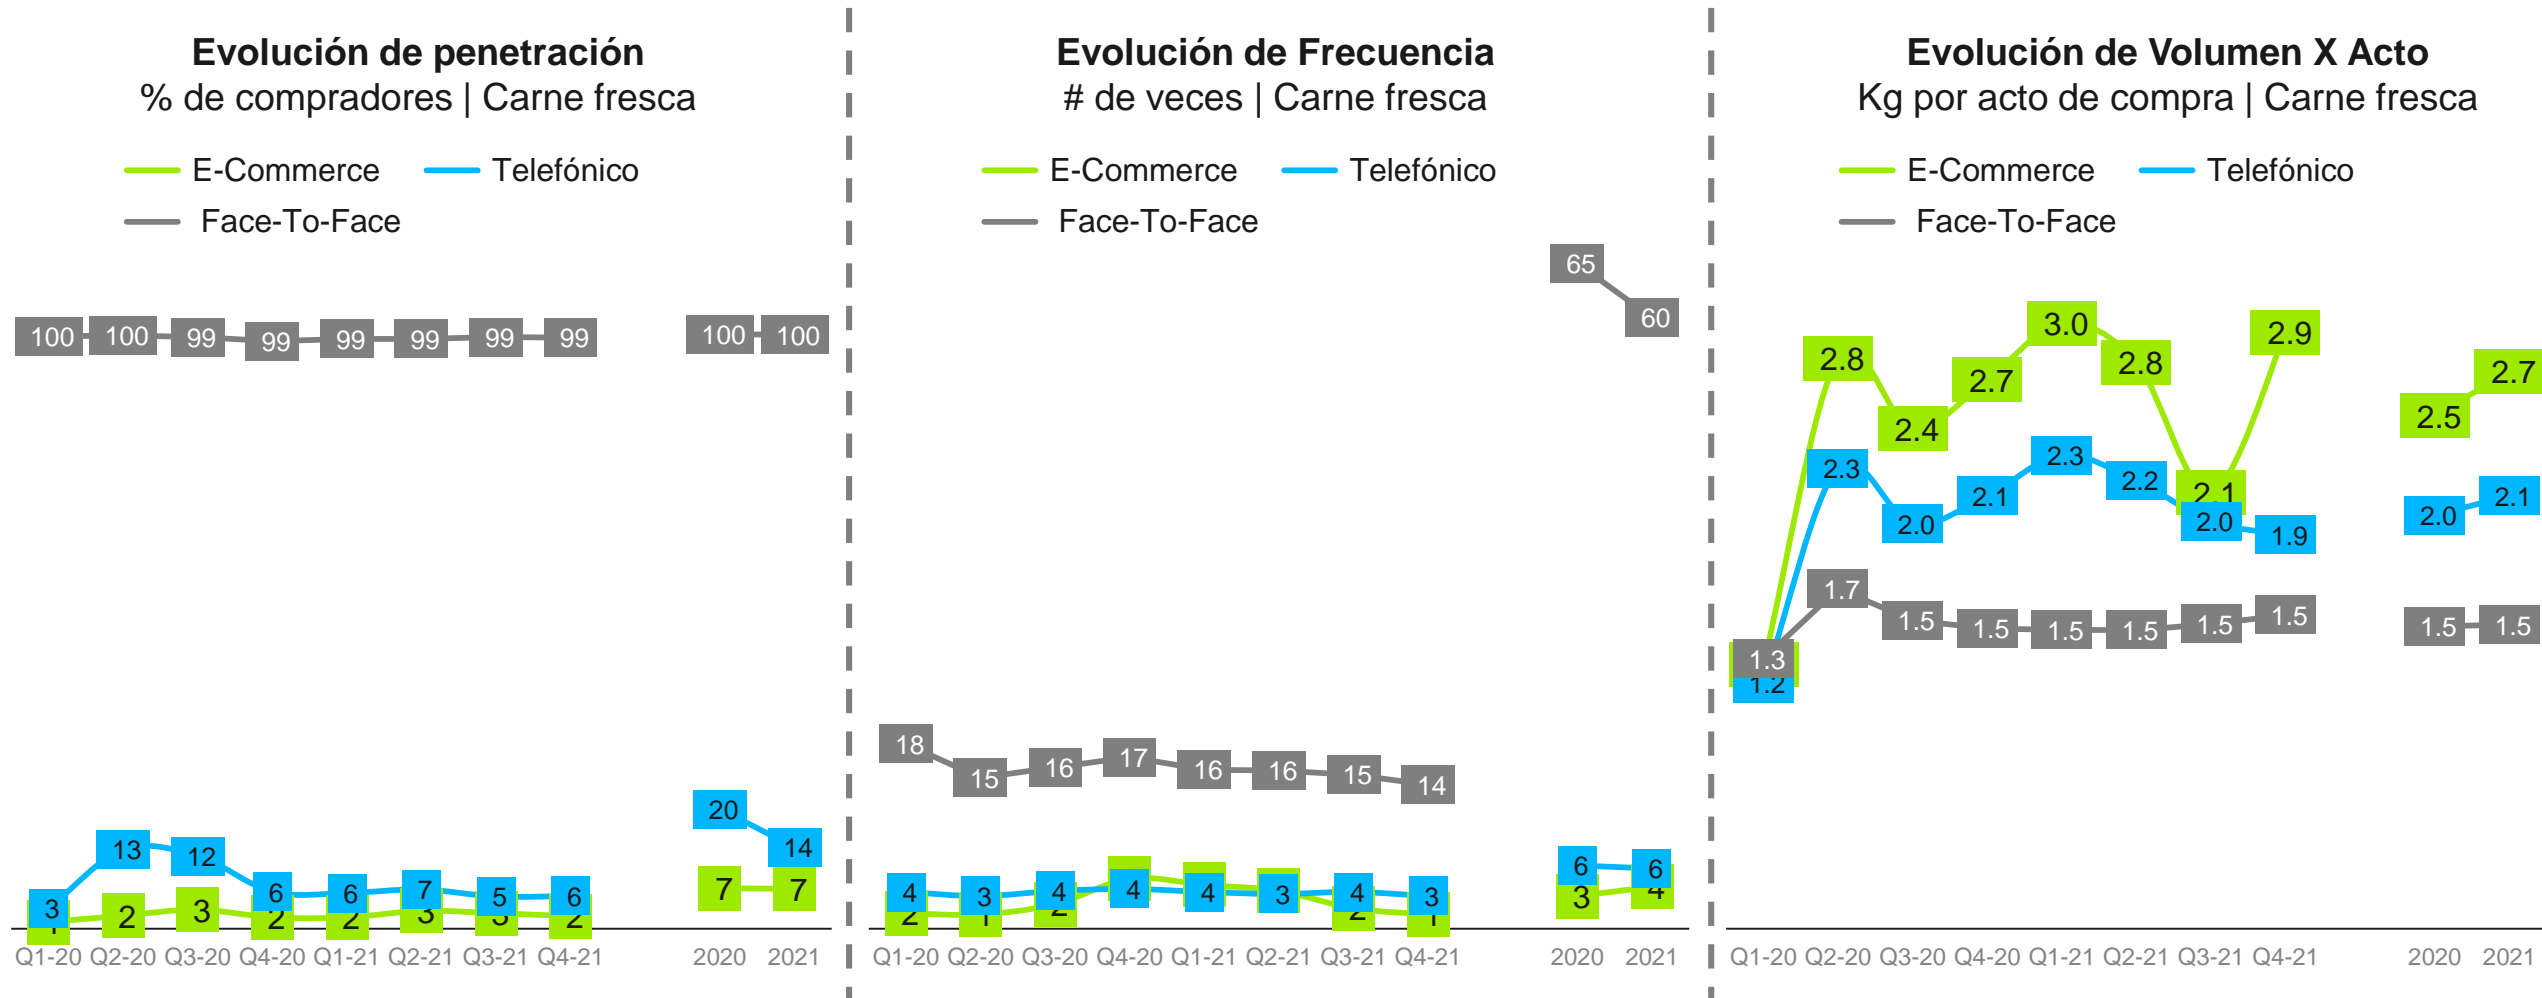 Evolución de penetración
% de compradores | Carne fresca
E-Commerce Telefónico
Face-To-Face
100 100 99 99 99 99 99 99 100 100
20 14
13 12
3 6 6 7 5 6
7 7
2 3 2 2 3 2
Q1-20 Q2-20 Q3-20 Q4-20 Q1-21 Q2-21 Q3-21 Q4-21 2020 2021
Evolución de Frecuencia
# de veces | Carne fresca
E-Commerce Telefónico
Face-To-Face
65 60
18 15 16 17 16 16 15 14
4 3 4 4 4 3 4 3 6 6
2 1 2 2 1 3 4
Q1-20 Q2-20 Q3-20 Q4-20 Q1-21 Q2-21 Q3-21 Q4-21 2020 2021
Evolución de Volumen X Acto
Kg por acto de compra | Carne fresca
E-Commerce Telefónico
Face-To-Face
2.8 2.4 2.7 3.0 2.8 2.1 2.9 2.5 2.7
2.3 2.0 2.1 2.3 2.2 2.0 1.9 2.0 2.1
1.3 1.7 1.5 1.5 1.5 1.5 1.5 1.5 1.5 1.5
1.2
Q1-20 Q2-20 Q3-20 Q4-20 Q1-21 Q2-21 Q3-21 Q4-21 2020 2021